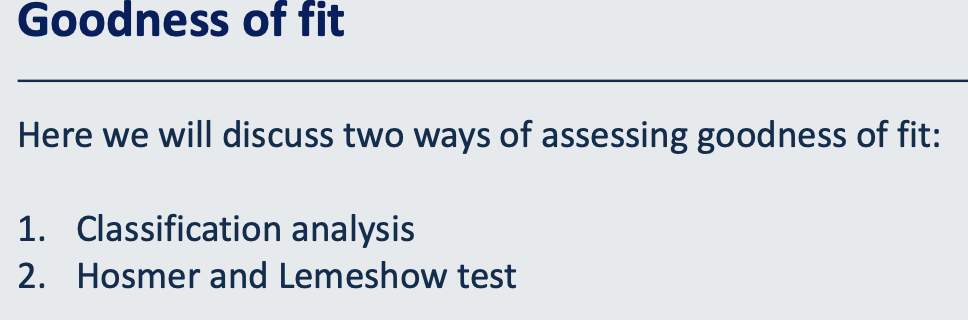 Goodness of fit
Here we will discuss two ways of assessing goodness of fit:
1. Classification analysis
2. Hosmer and Lemeshow test